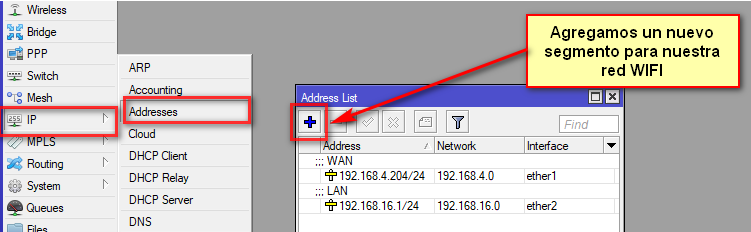 Wireless
Bridge
PPP
Switch
Mesh
IP
MPLS
Routing
System
Queues
Files
ARP
Accounting
Addresses
Cloud
DHCP Client
DHCP Relay
DHCP Server
DNS
Agregamos un nuevo
segmento para nuestra
red WIFI
Address List
Find
Address Network Interface
;;; WAN
192.168.4.204/24 192.168.4.0 ether1
;;; LAN
192.168.16.1/24 192.168.16.0 ether2